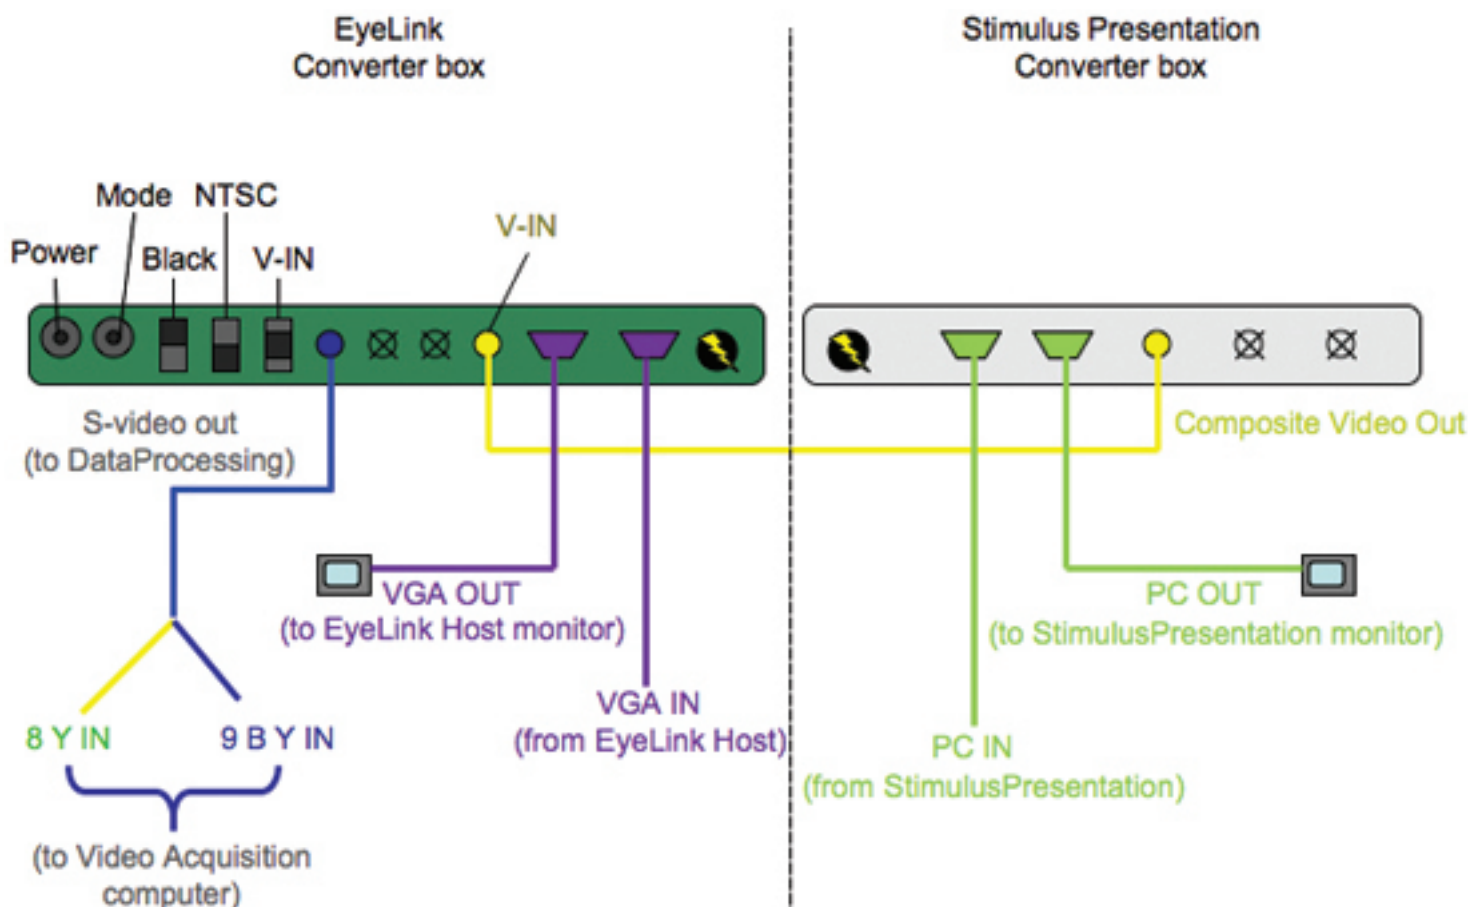 EyeLink
Converter box
Stimulus Presentation
Converter box
Mode NTSC
V-IN
Power
Black
V-IN
S-video out
(to DataProcessing)
Composite Video Out
VGA OUT
(to EyeLink Host monitor)
PC OUT
(to StimulusPresentation monitor)
VGA IN
(from EyeLink Host)
8 Y IN
9 B Y IN
PC IN
(from StimulusPresentation)
(to Video Acquisition
computer)